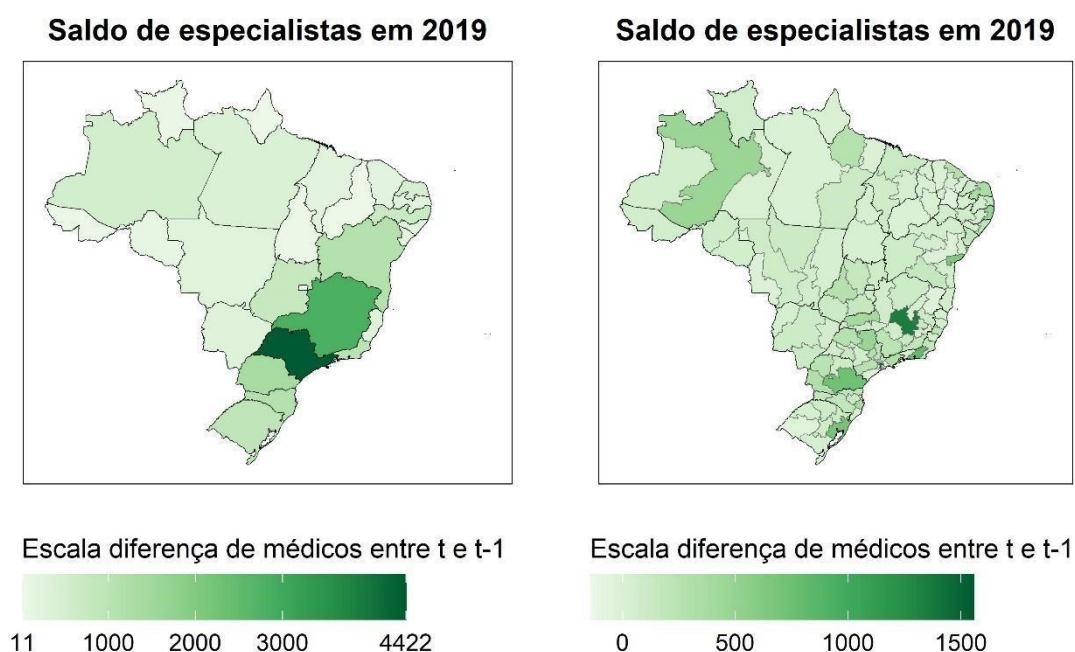 Saldo de especialistas em 2019
Saldo de especialistas em 2019
Escala diferença de médicos entre t e t-1
11 1000 2000 3000 4422
Escala diferença de médicos entre t e t-1
0 500 1000 1500